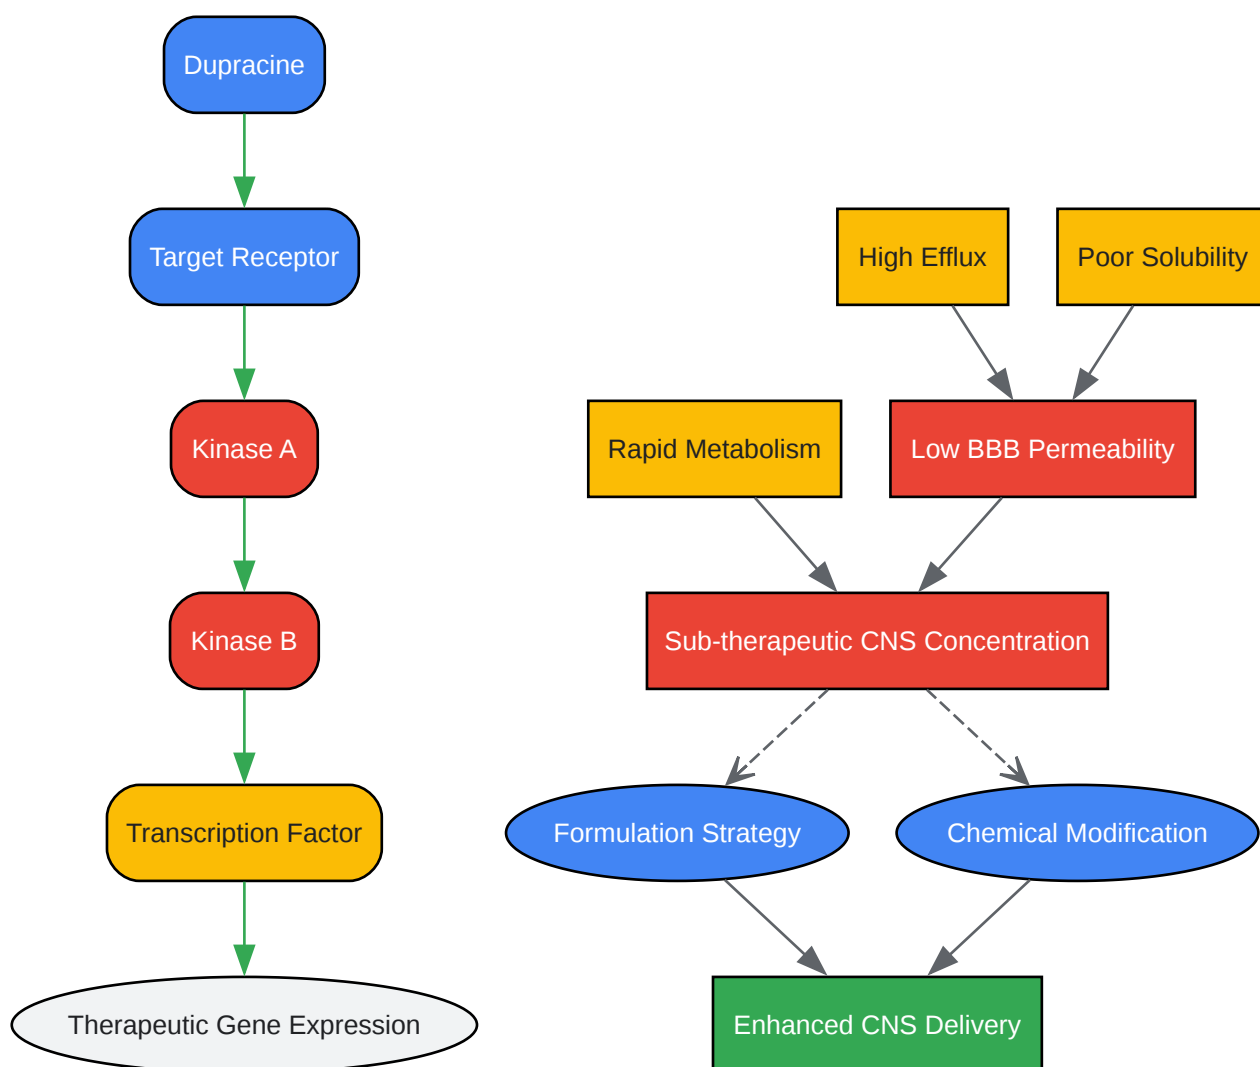 Dupracine
Target Receptor
Kinase A
Kinase B
Transcription Factor
Therapeutic Gene Expression
High Efflux
Poor Solubility
Rapid Metabolism
Low BBB Permeability
Sub-therapeutic CNS Concentration
Formulation Strategy
Chemical Modification
Enhanced CNS Delivery